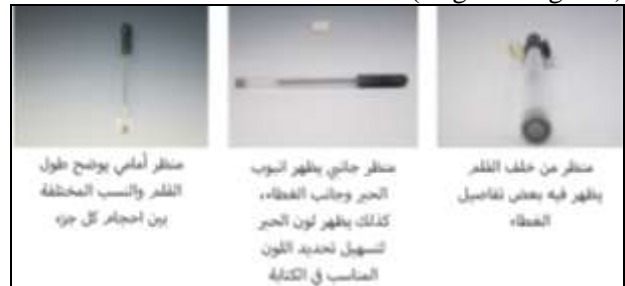 (
منظر من خلف القلم
يظهر فيه بعض تفاصيل
الغطاء
منظر جانبي يظهر انبوب
الحبر وجانب الغطاء،
كذلك يظهر لون الحبر
لتسهيل تحديد اللون
المناسب في الكتابة
منظر أمامي يوضح طول
القلم والنسب المختلفة
بين احجام كل جزء